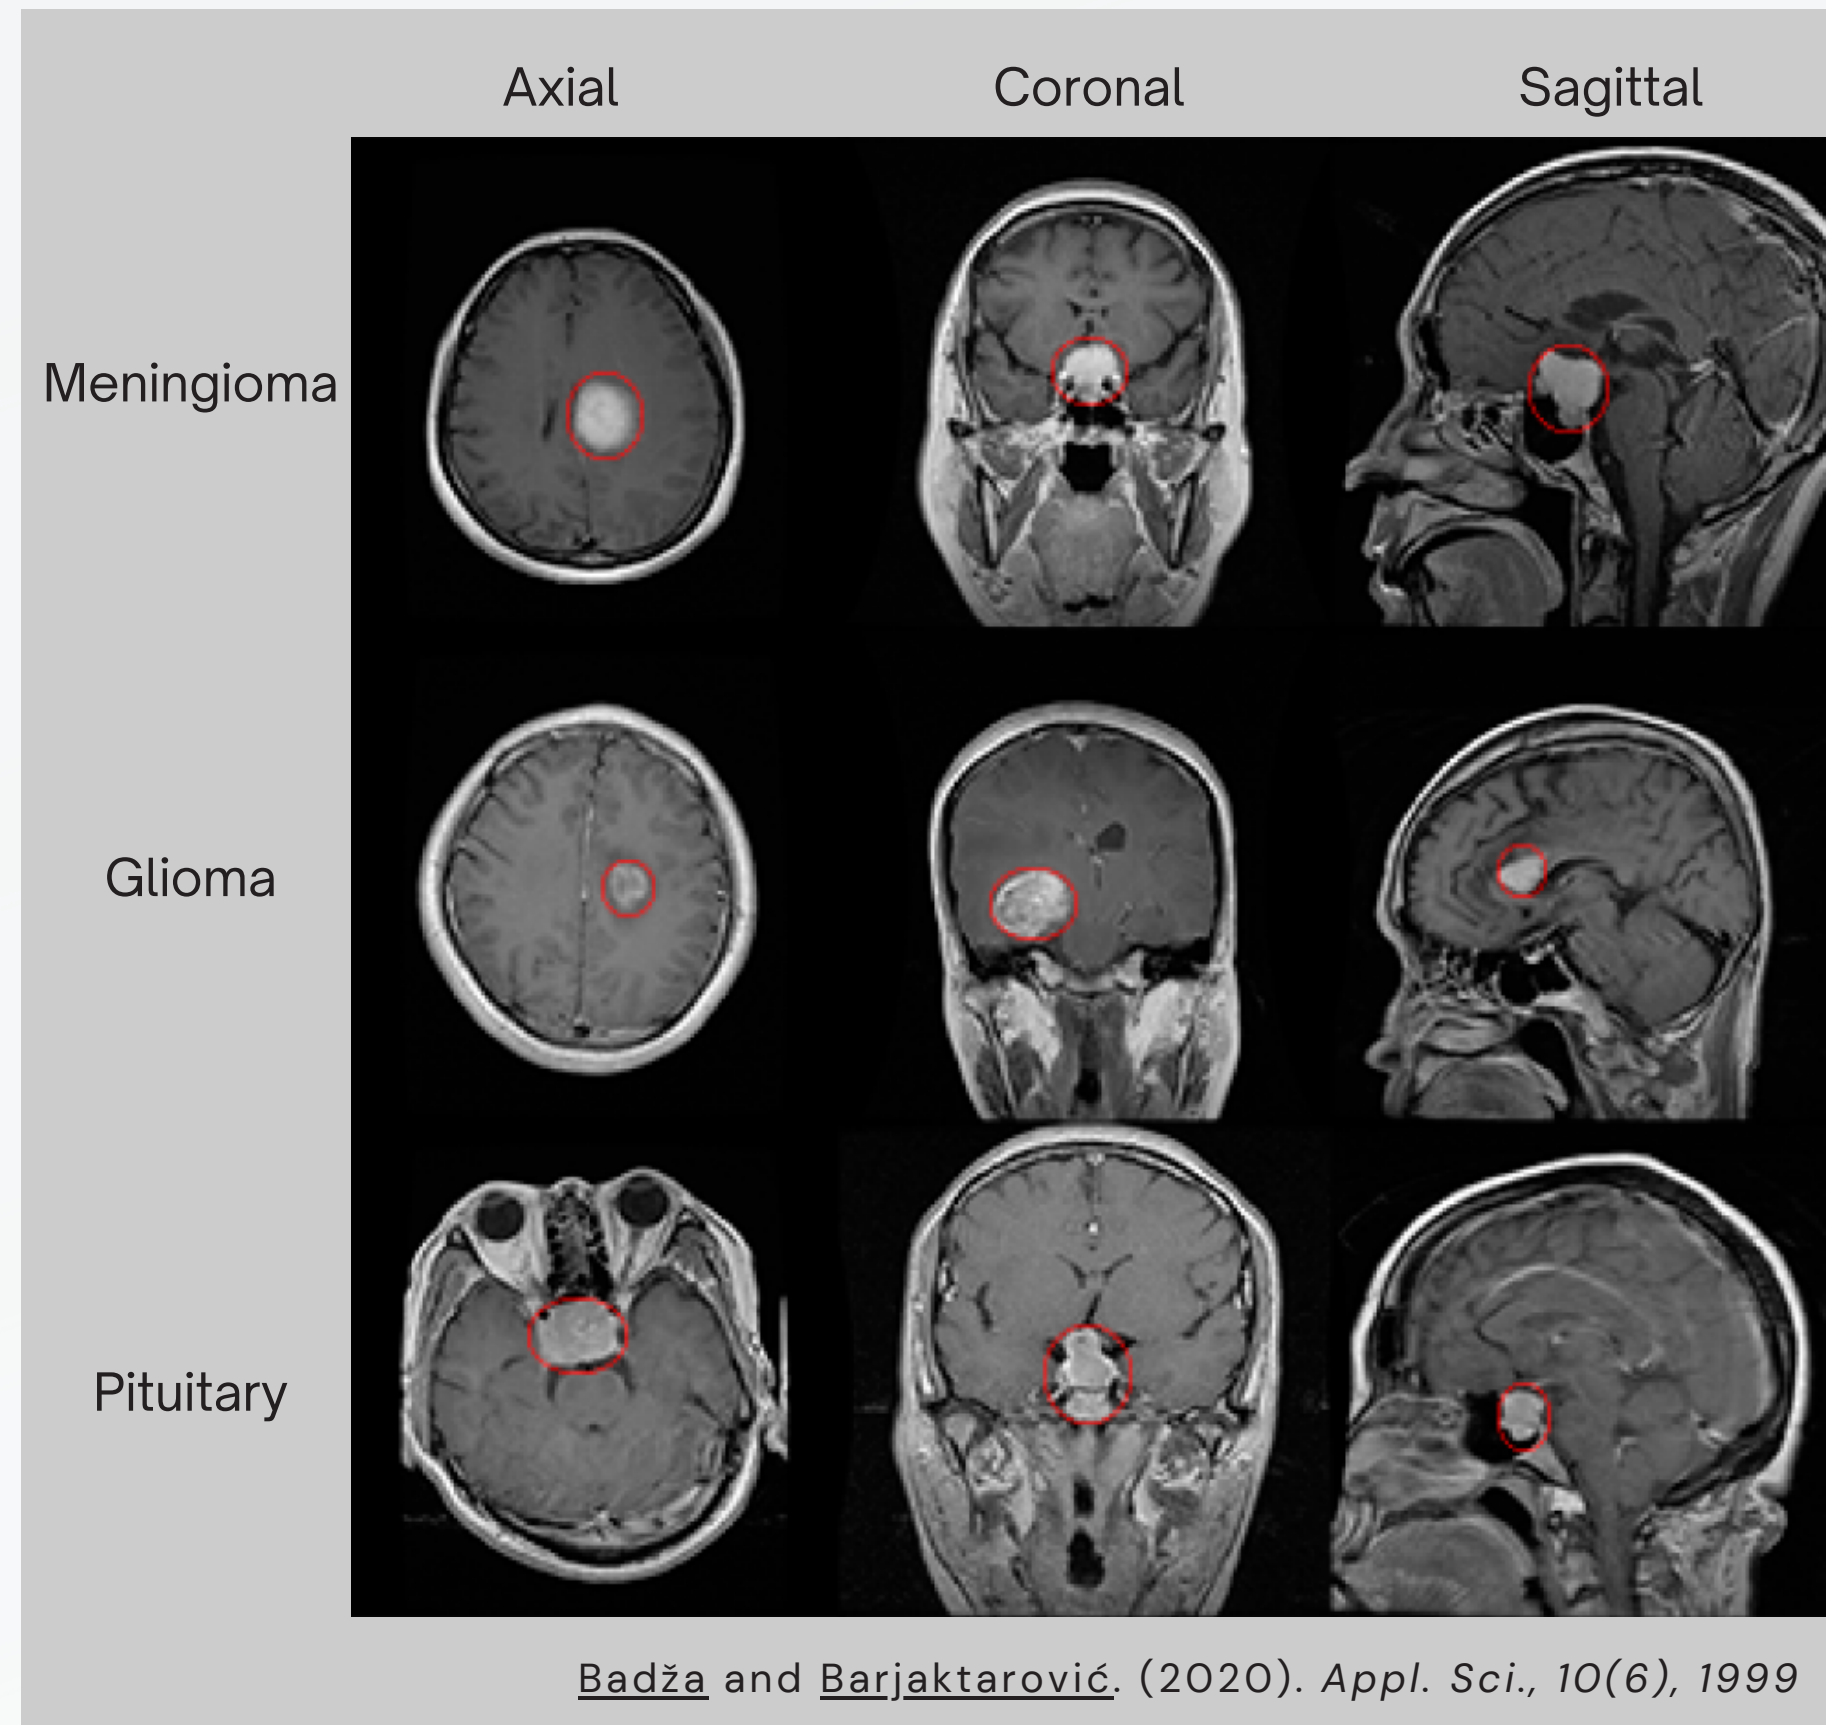 Axial Coronal Sagittal
Meningioma
Glioma
Pituitary
Badža and Barjaktarović. (2020). Appl. Sci., 10(6), 1999